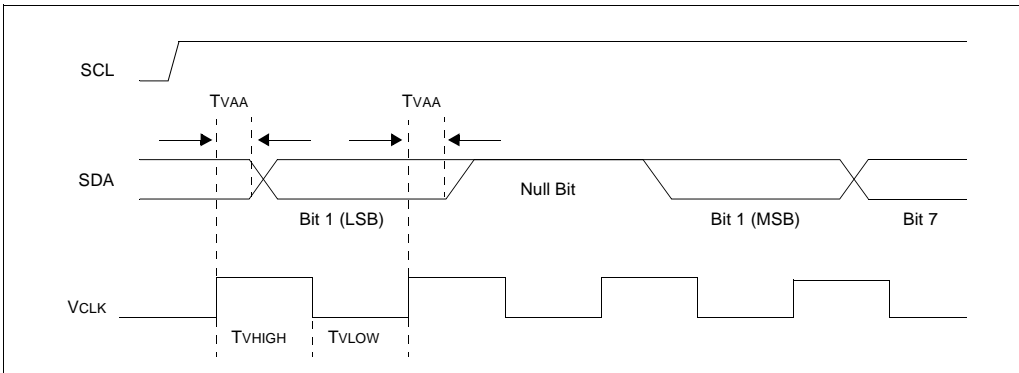 SCL
TVAA TVAA
SDA
Null Bit
Bit 1 (LSB) Bit 1 (MSB) Bit 7
VCLK
TVHIGH TVLOW